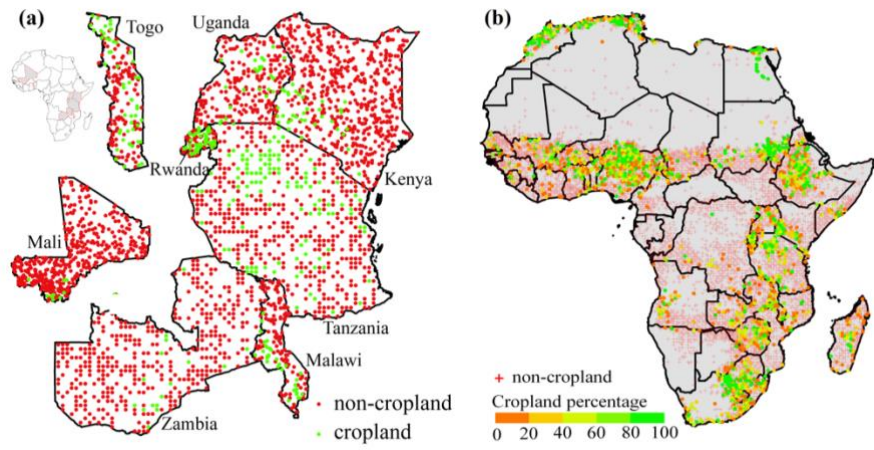 (a)
Togo
Uganda
Rwanda
Kenya
Mali
Tanzania
Malawi
Zambia
non-cropland
cropland
(b)
non-cropland
Cropland percentage
0 20 40 60 80 100